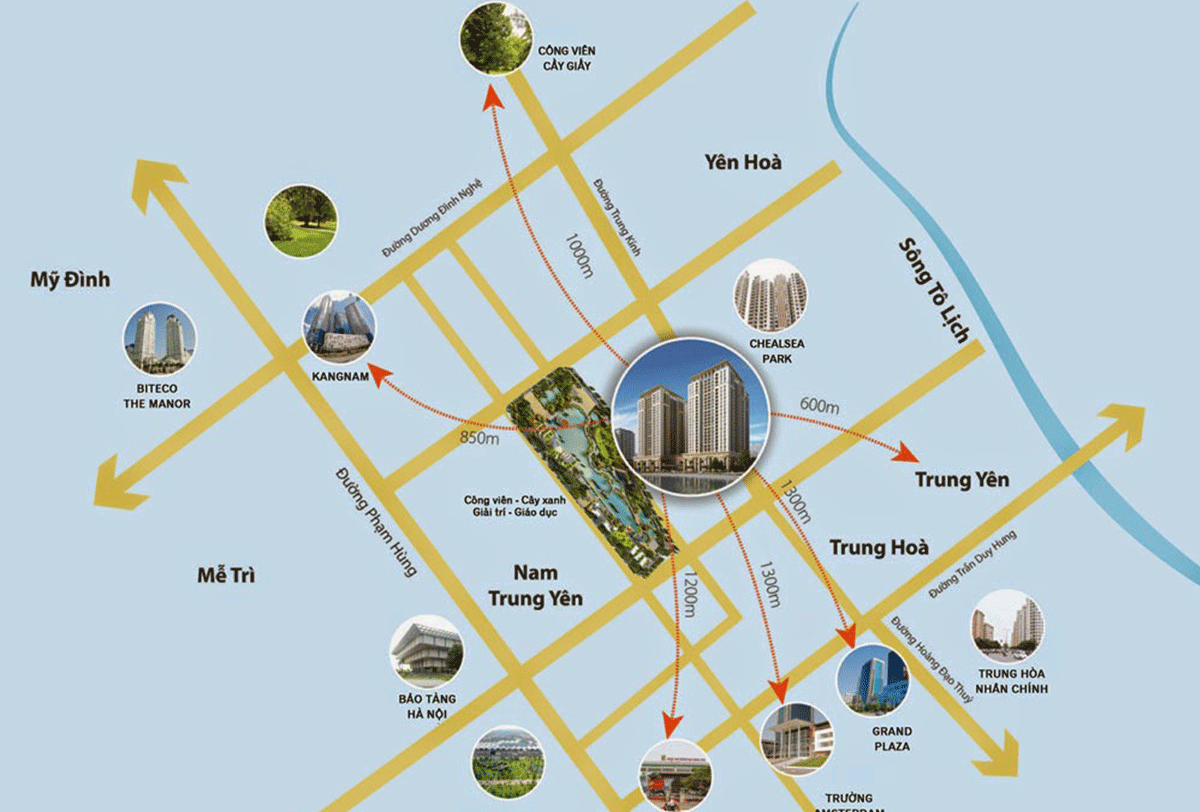 CÔNG VIÊN
CẦY GIẤY
Yên Hoà
Đường Dương Đình Nghệ
Đường Trung Kính
1000m
Sông Tô Lịch
Mỹ Đình
BITECO
THE MANOR
KANGNAM
CHEALSEA
PARK
600m
850m
Trung Yên
Công viên - Cây xanh
Giải trí - Giáo dục
Đường Phạm Hùng
1300m
Trung Hoà
Đường Trần Duy Hưng
Mễ Trì
Nam
Trung Yên
1200m
1300m
Đường Hoàng Đạo Thuý
BẢO TÀNG
HÀ NỘI
TRUNG HÒA
NHÂN CHÍNH
GRAND
PLAZA
TRƯỜNG
AMSTERDAM